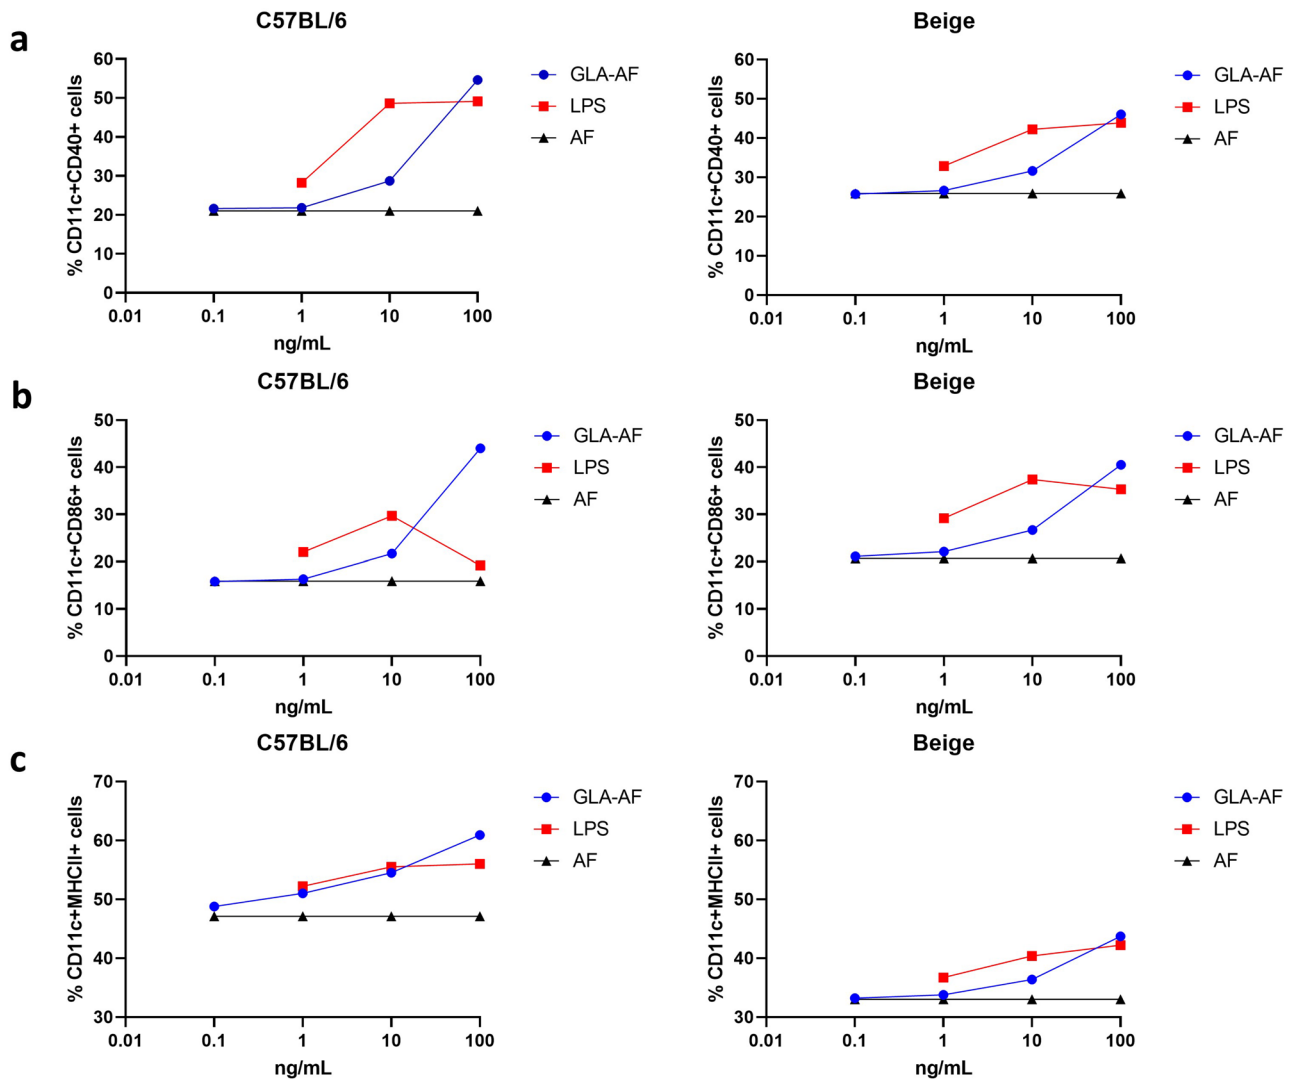 a
C57BL/6
% CD11c+CD40+ cells
60
50
40
30
20
10
0
0.01 0.1 1 10 100
ng/mL
GLA-AF
LPS
AF
Beige
% CD11c+CD40+ cells
60
50
40
30
20
10
0
0.01 0.1 1 10 100
ng/mL
GLA-AF
LPS
AF
b
C57BL/6
% CD11c+CD86+ cells
50
40
30
20
10
0
0.01 0.1 1 10 100
ng/mL
GLA-AF
LPS
AF
Beige
% CD11c+CD86+ cells
50
40
30
20
10
0
0.01 0.1 1 10 100
ng/mL
GLA-AF
LPS
AF
c
C57BL/6
% CD11c+MHCII+ cells
70
60
50
40
30
0.01 0.1 1 10 100
ng/mL
GLA-AF
LPS
AF
Beige
% CD11c+MHCII+ cells
70
60
50
40
30
0.01 0.1 1 10 100
ng/mL
GLA-AF
LPS
AF